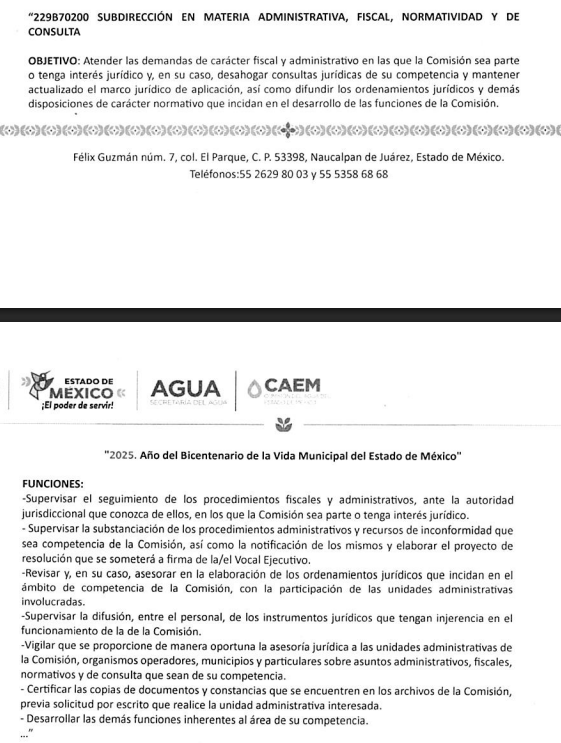 “229B70200 SUBDIRECCIÓN EN MATERIA ADMINISTRATIVA, FISCAL, NORMATIVIDAD Y DE
CONSULTA
OBJETIVO: Atender las demandas de carácter fiscal y administrativo en las que la Comisión sea parte
o tenga interés jurídico y, en su caso, desahogar consultas jurídicas de su competencia y mantener
actualizado el marco jurídico de aplicación, así como difundir los ordenamientos jurídicos y demás
disposiciones de carácter normativo que incidan en el desarrollo de las funciones de la Comisión.
Félix Guzmán núm. 7, col. El Parque, C. P. 53398, Naucalpan de Juárez, Estado de México.
Teléfonos:55 2629 80 03 y 55 5358 68 68
ESTADO DE
MÉXICO
¡El poder de servir!
AGUA
SECRETARÍA DEL AGUA
CAEM
"2025. Año del Bicentenario de la Vida Municipal del Estado de México"
FUNCIONES:
-Supervisar el seguimiento de los procedimientos fiscales y administrativos, ante la autoridad
jurisdiccional que conozca de ellos, en los que la Comisión sea parte o tenga interés jurídico.
- Supervisar la substanciación de los procedimientos administrativos y recursos de inconformidad que
sea competencia de la Comisión, así como la notificación de los mismos y elaborar el proyecto de
resolución que se someterá a firma de la/el Vocal Ejecutivo.
-Revisar y, en su caso, asesorar en la elaboración de los ordenamientos jurídicos que incidan en el
ámbito de competencia de la Comisión, con la participación de las unidades administrativas
involucradas.
-Supervisar la difusión, entre el personal, de los instrumentos jurídicos que tengan injerencia en el
funcionamiento de la de la Comisión.
-Vigilar que se proporcione de manera oportuna la asesoría jurídica a las unidades administrativas de
la Comisión, organismos operadores, municipios y particulares sobre asuntos administrativos, fiscales,
normativos y de consulta que sean de su competencia.
- Certificar las copias de documentos y constancias que se encuentren en los archivos de la Comisión,
previa solicitud por escrito que realice la unidad administrativa interesada.
- Desarrollar las demás funciones inherentes al área de su competencia.
...”